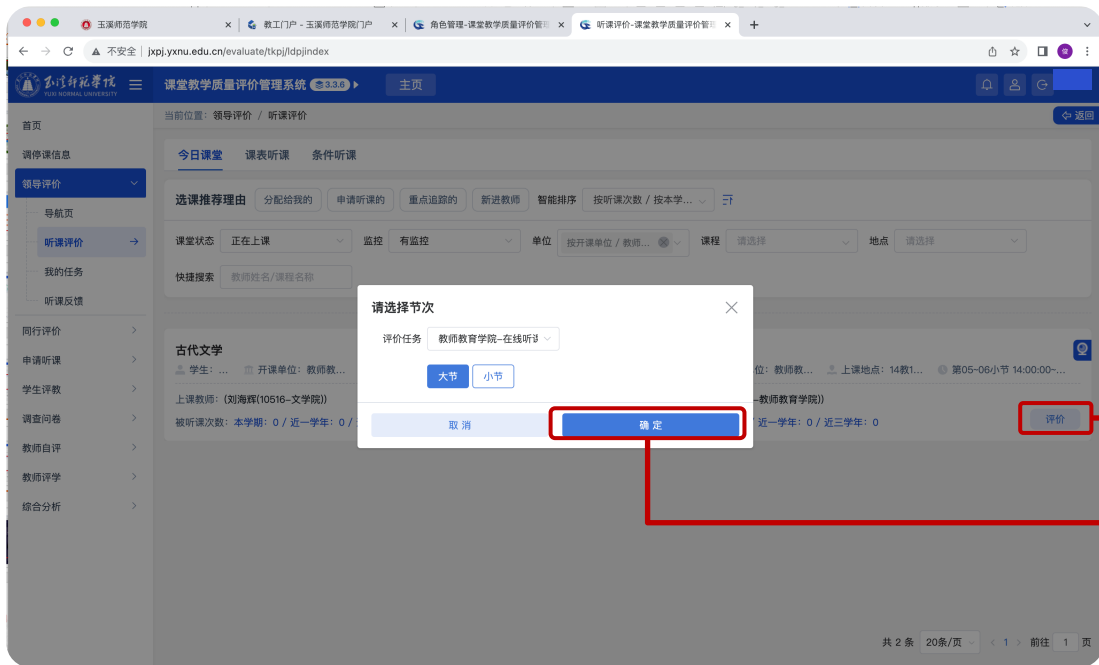 玉溪师范学院
教工门户 - 玉溪师范学院门户
角色管理-课堂教学质量评价管理
听课评价-课堂教学质量评价管理
不安全 jxpj.yxnu.edu.cn/evaluate/tkpj/ldpjindex
玉溪师范学院
YUXI NORMAL UNIVERSITY
课堂教学质量评价管理系统 3.3.6 主页
当前位置：领导评价 / 听课评价 返回
首页
调停课信息
领导评价
导航页
听课评价
我的任务
听课反馈
同行评价
申请听课
学生评教
调查问卷
教师自评
教师评学
综合分析
今日课堂 课表听课 条件听课
选课推荐理由 分配给我的 申请听课的 重点追踪的 新进教师 智能排序 按听课次数 / 按本学...
课堂状态 正在上课 监控 有监控 单位 按开课单位 / 教师... 课程 请选择 地点 请选择
快捷搜索 教师姓名/课程名称
请选择节次
评价任务 教师教育学院-在线听课
大节 小节
取 消 确 定
古代文学
学生：... 开课单位：教师教... 位：教师教... 上课地点：14教1... 第05~06小节 14:00:00~...
上课教师：(刘海辉(10516-文学院)) -教师教育学院))
被听课次数：本学期：0 / 近一学年：0 / 近一学年：0 / 近三学年：0 评价
共 2 条 20条/页 1 前往 1 页